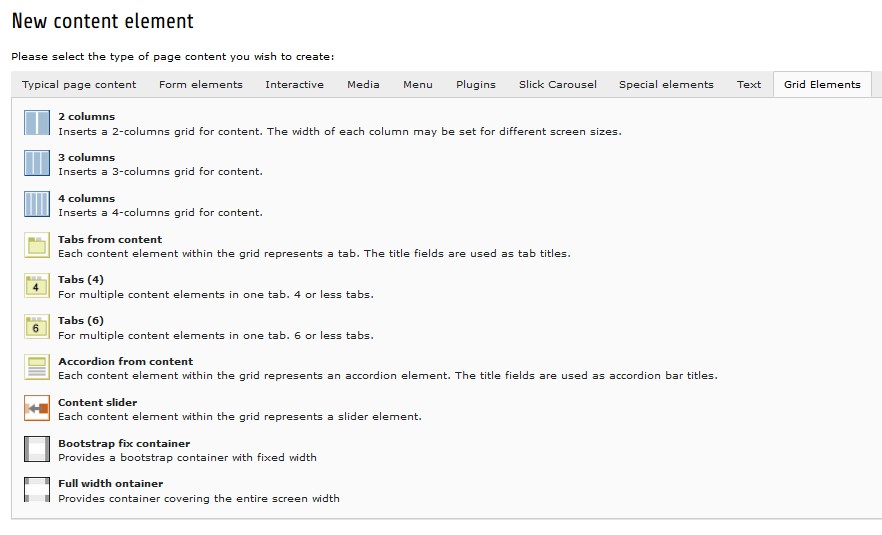 New content element
Please select the type of page content you wish to create:
Typical page content Form elements Interactive Media Menu Plugins Slick Carousel Special elements Text Grid Elements
2 columns
Inserts a 2-columns grid for content. The width of each column may be set for different screen sizes.
3 columns
Inserts a 3-columns grid for content.
4 columns
Inserts a 4-columns grid for content.
Tabs from content
Each content element within the grid represents a tab. The title fields are used as tab titles.
Tabs (4)
4
For multiple content elements in one tab. 4 or less tabs.
Tabs (6)
6
For multiple content elements in one tab. 6 or less tabs.
Accordion from content
Each content element within the grid represents an accordion element. The title fields are used as accordion bar titles.
Content slider
Each content element within the grid represents a slider element.
Bootstrap fix container
Provides a bootstrap container with fixed width
Full width ontainer
Provides container covering the entire screen width